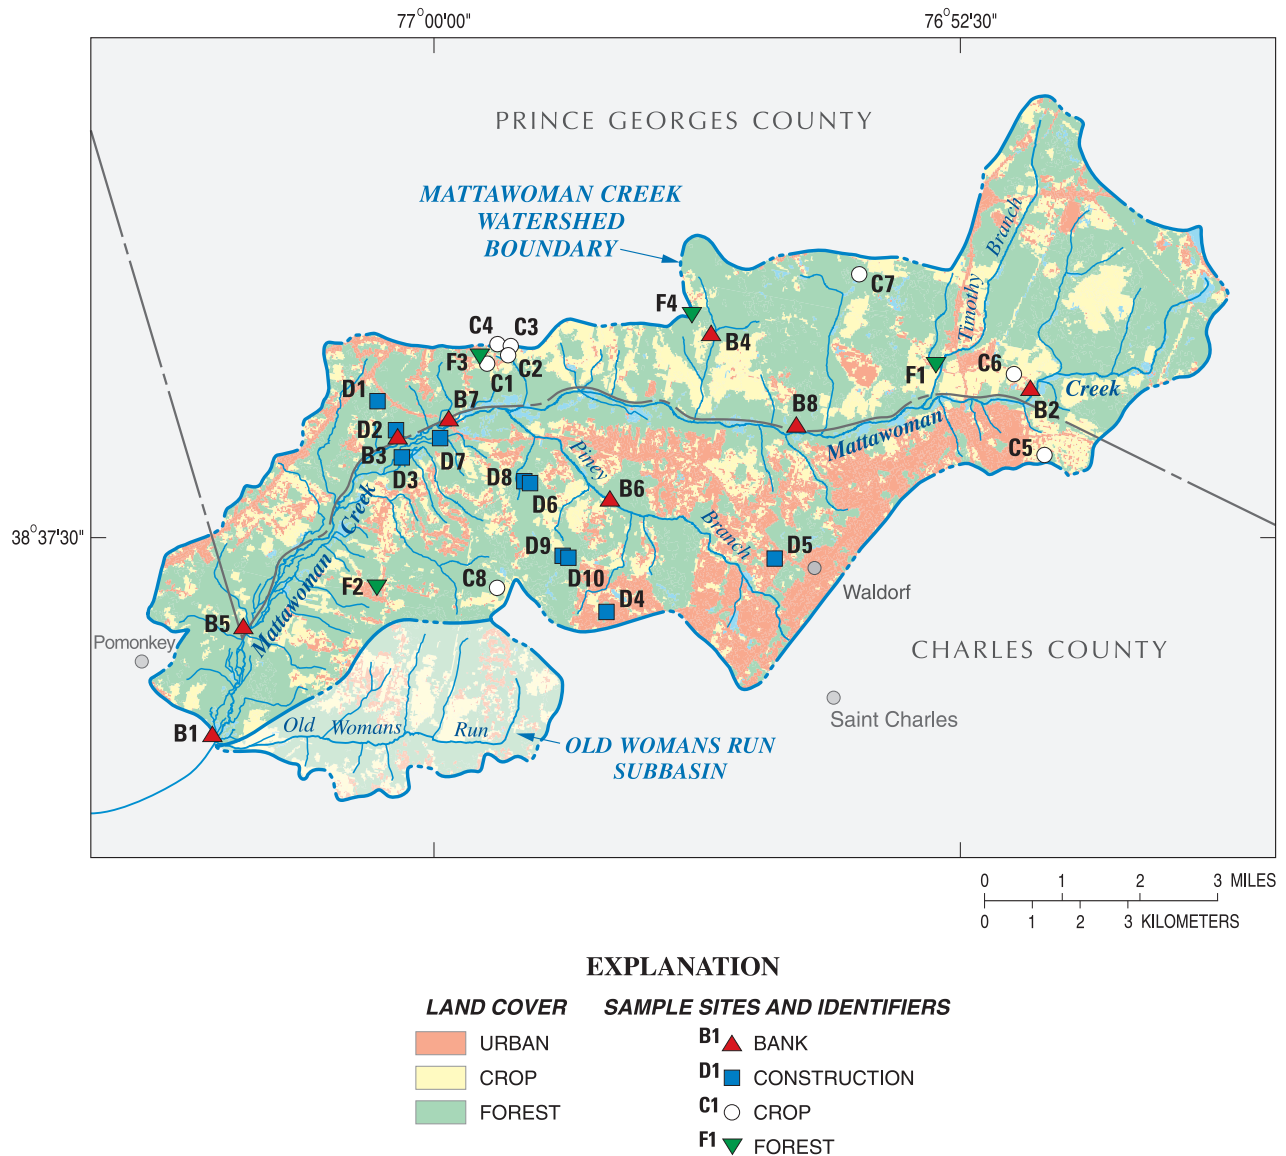 77°00'00"
76°52'30"
PRINCE GEORGES COUNTY
MATTAWOMAN CREEK
WATERSHED
BOUNDARY
Timothy Branch
C7
F4
B4
C4
C3
F3
C1
C2
F1
C6
B2
Creek
D1
B7
B8
D2
B3
D3
D7
Mattawoman
C5
Piney
D8
D6
B6
Branch
Creek
38°37'30"
D9
D10
D5
Waldorf
F2
C8
D4
Mattawoman
B5
Pomonkey
CHARLES COUNTY
B1
Old Womans Run
Saint Charles
OLD WOMANS RUN
SUBBASIN
0 1 2 3 MILES
0 1 2 3 KILOMETERS
EXPLANATION
LAND COVER
URBAN
CROP
FOREST
SAMPLE SITES AND IDENTIFIERS
B1 BANK
D1 CONSTRUCTION
C1 CROP
F1 FOREST